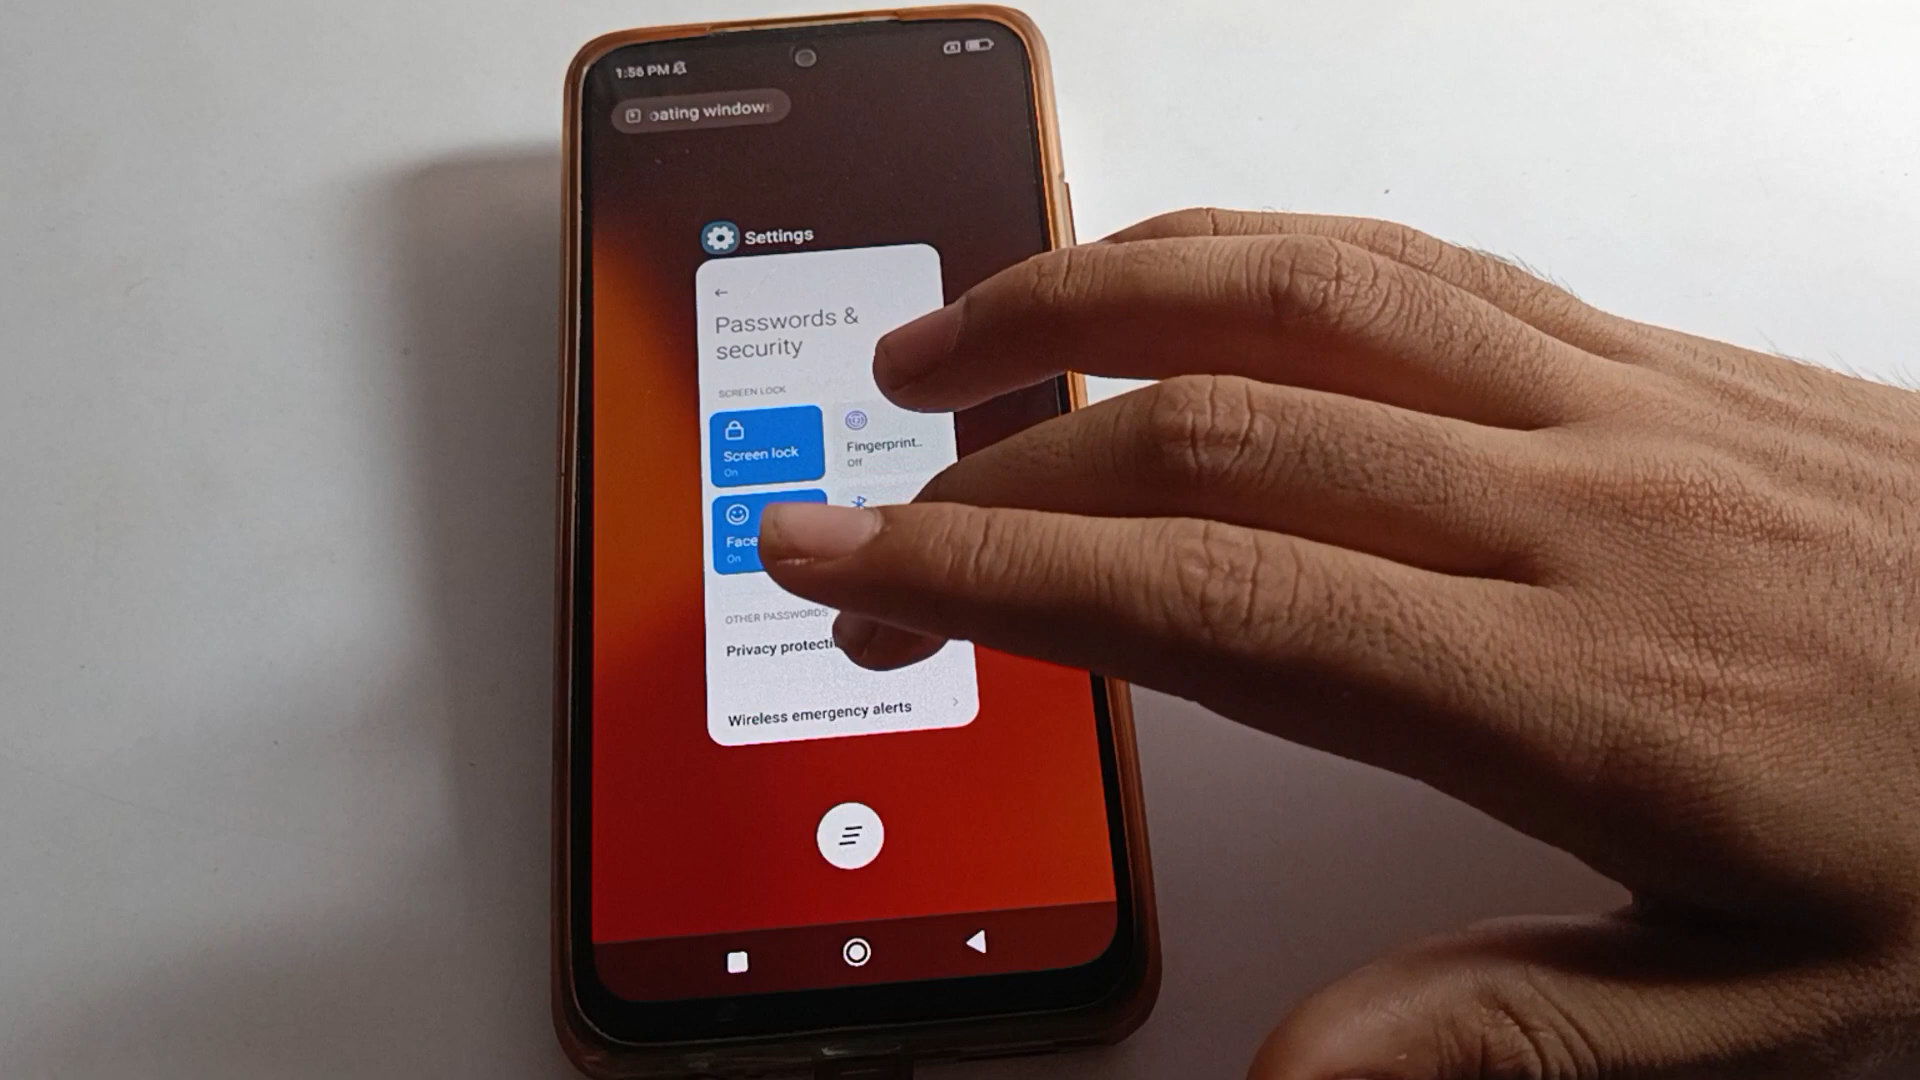 1:56 PM
oating windows
Settings
Passwords &
security
SCREEN LOCK
Screen lock
On
Fingerprint..
Off
Face
On
OTHER PASSWORDS
Privacy protecti
Wireless emergency alerts